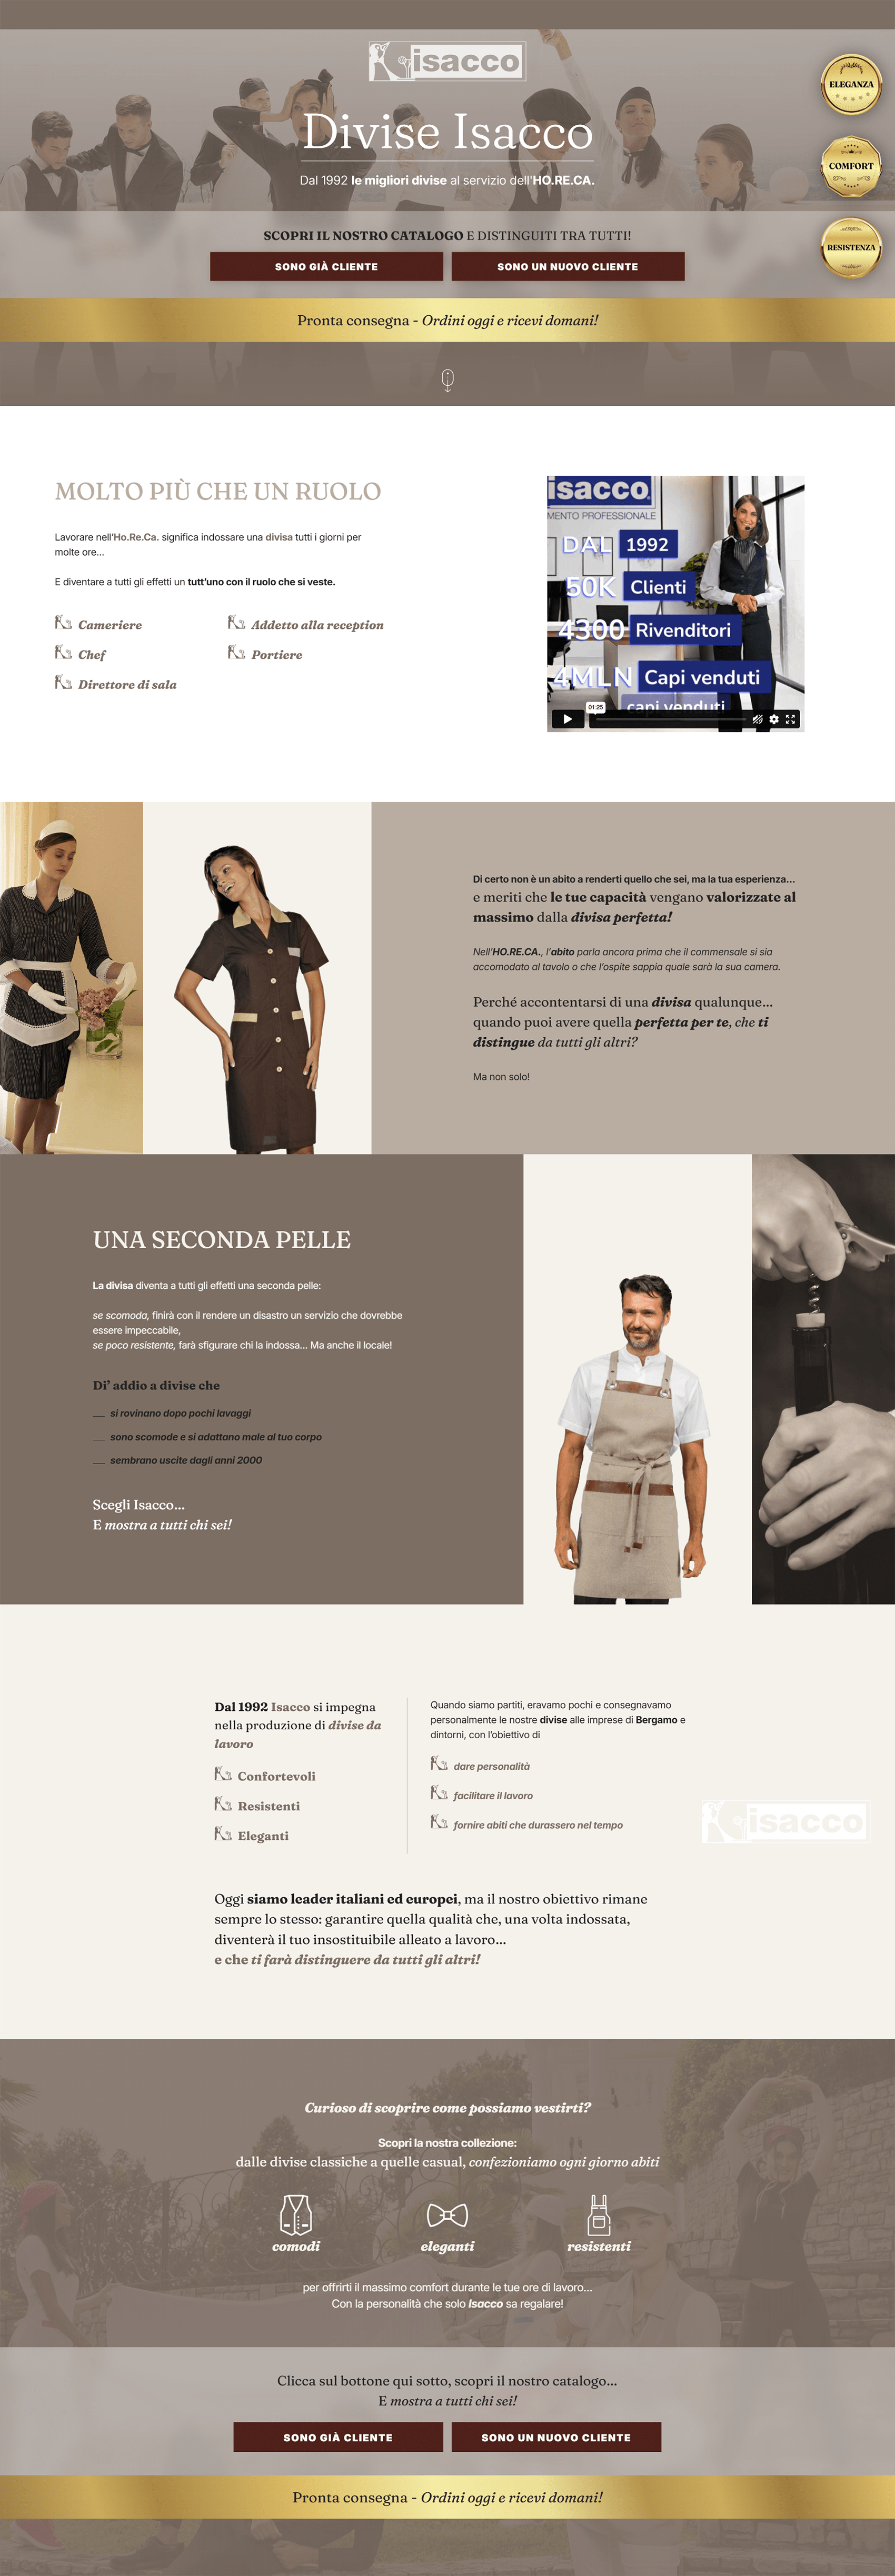 isacco
Divise Isacco
Dal 1992 le migliori divise al servizio dell'HO.RE.CA.
ELEGANZA
COMFORT
RESISTENZA
SCOPRI IL NOSTRO CATALOGO E DISTINGUITI TRA TUTTI!
SONO GIÀ CLIENTE
SONO UN NUOVO CLIENTE
Pronta consegna - Ordini oggi e ricevi domani!
MOLTO PIÙ CHE UN RUOLO
Lavorare nell'Ho.Re.Ca. significa indossare una divisa tutti i giorni per
molte ore...
E diventare a tutti gli effetti un tutt'uno con il ruolo che si veste.
Cameriere
Addetto alla reception
Chef
Portiere
Direttore di sala
isacco
MENTO PROFESSIONALE
DAL 1992
50K Clienti
4300 Rivenditori
4MLN Capi venduti
capi venduti
01:25
Di certo non è un abito a renderti quello che sei, ma la tua esperienza...
e meriti che le tue capacità vengano valorizzate al
massimo dalla divisa perfetta!
Nell'HO.RE.CA., l'abito parla ancora prima che il commensale si sia
accomodato al tavolo o che l'ospite sappia quale sarà la sua camera.
Perché accontentarsi di una divisa qualunque...
quando puoi avere quella perfetta per te, che ti
distingue da tutti gli altri?
Ma non solo!
UNA SECONDA PELLE
La divisa diventa a tutti gli effetti una seconda pelle:
se scomoda, finirà con il rendere un disastro un servizio che dovrebbe
essere impeccabile,
se poco resistente, farà sfigurare chi la indossa... Ma anche il locale!
Di' addio a divise che
si rovinano dopo pochi lavaggi
sono scomode e si adattano male al tuo corpo
sembrano uscite dagli anni 2000
Scegli Isacco...
E mostra a tutti chi sei!
Dal 1992 Isacco si impegna
nella produzione di divise da
lavoro
Confortevoli
Resistenti
Eleganti
Quando siamo partiti, eravamo pochi e consegnavamo
personalmente le nostre divise alle imprese di Bergamo e
dintorni, con l'obiettivo di
dare personalità
facilitare il lavoro
fornire abiti che durassero nel tempo
isacco
Oggi siamo leader italiani ed europei, ma il nostro obiettivo rimane
sempre lo stesso: garantire quella qualità che, una volta indossata,
diventerà il tuo insostituibile alleato a lavoro...
e che ti farà distinguere da tutti gli altri!
Curioso di scoprire come possiamo vestirti?
Scopri la nostra collezione:
dalle divise classiche a quelle casual, confezioniamo ogni giorno abiti
comodi
eleganti
resistenti
per offrirti il massimo comfort durante le tue ore di lavoro...
Con la personalità che solo Isacco sa regalare!
Clicca sul bottone qui sotto, scopri il nostro catalogo...
E mostra a tutti chi sei!
SONO GIÀ CLIENTE
SONO UN NUOVO CLIENTE
Pronta consegna - Ordini oggi e ricevi domani!